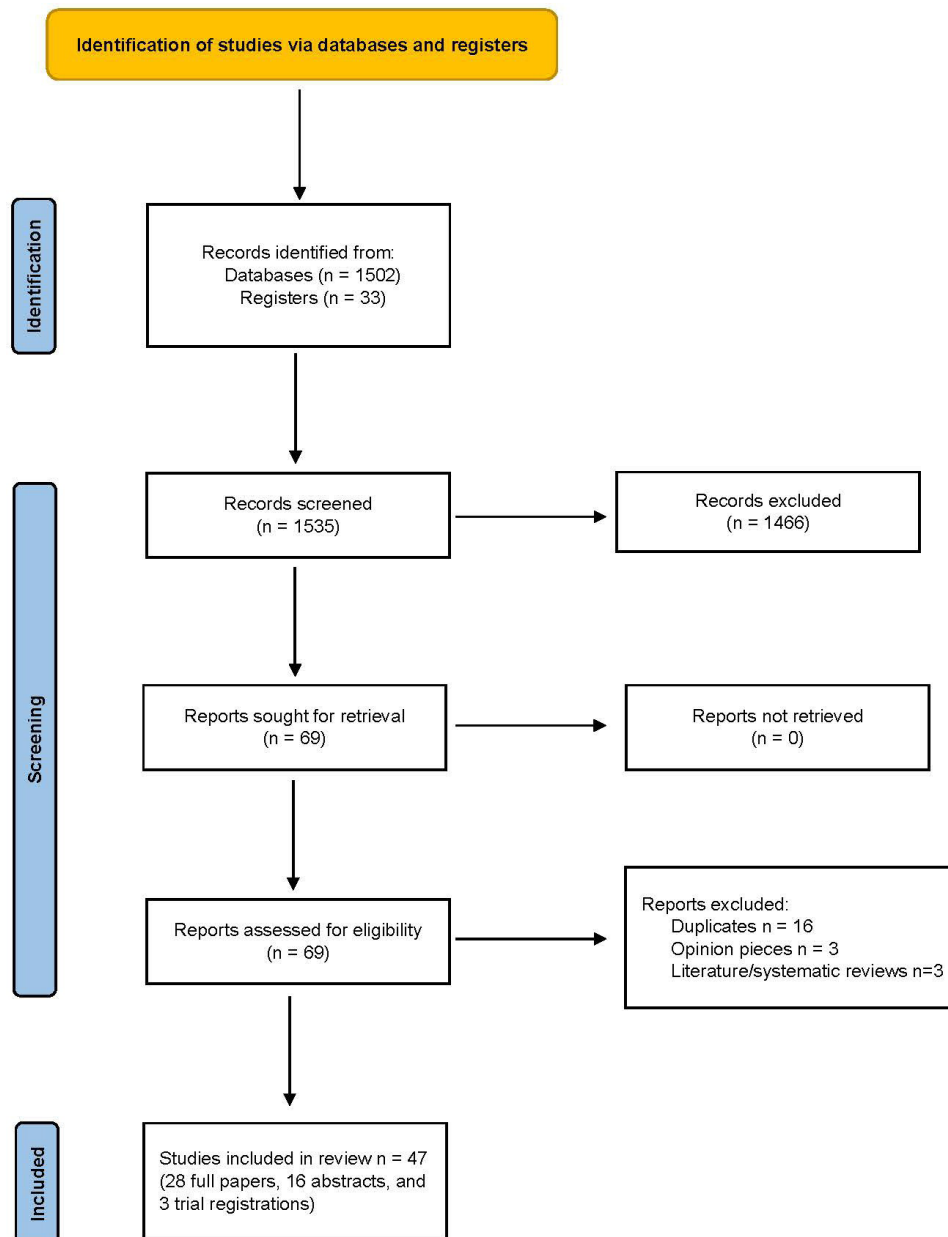 Identification of studies via databases and registers
Identification
Records identified from:
Databases (n = 1502)
Registers (n = 33)
Screening
Records screened
(n = 1535)
Records excluded
(n = 1466)
Reports sought for retrieval
(n = 69)
Reports not retrieved
(n = 0)
Reports assessed for eligibility
(n = 69)
Reports excluded:
Duplicates n = 16
Opinion pieces n = 3
Literature/systematic reviews n=3
Included
Studies included in review n = 47
(28 full papers, 16 abstracts, and
3 trial registrations)